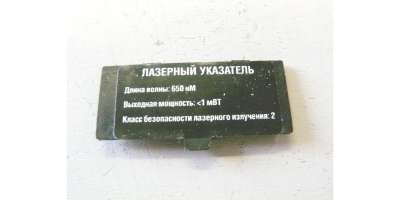 ЛАЗЕРНЫЙ УКАЗАТЕЛЬ
Длина волны: 650 нМ
Выходная мощность: <1 мВТ
Класс безопасности лазерного излучения: 2